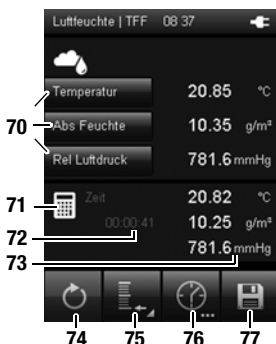 Luftfeuchte | TFF 08 37
Temperatur 20.85 °C
70 Abs Feuchte 10.35 g/m³
Rel Luftdruck 781.6 mmHg
71 Zeit 20.82 °C
72 00:00:41 10.25 g/m³
73 781.6 mmHg
74 75 76 77